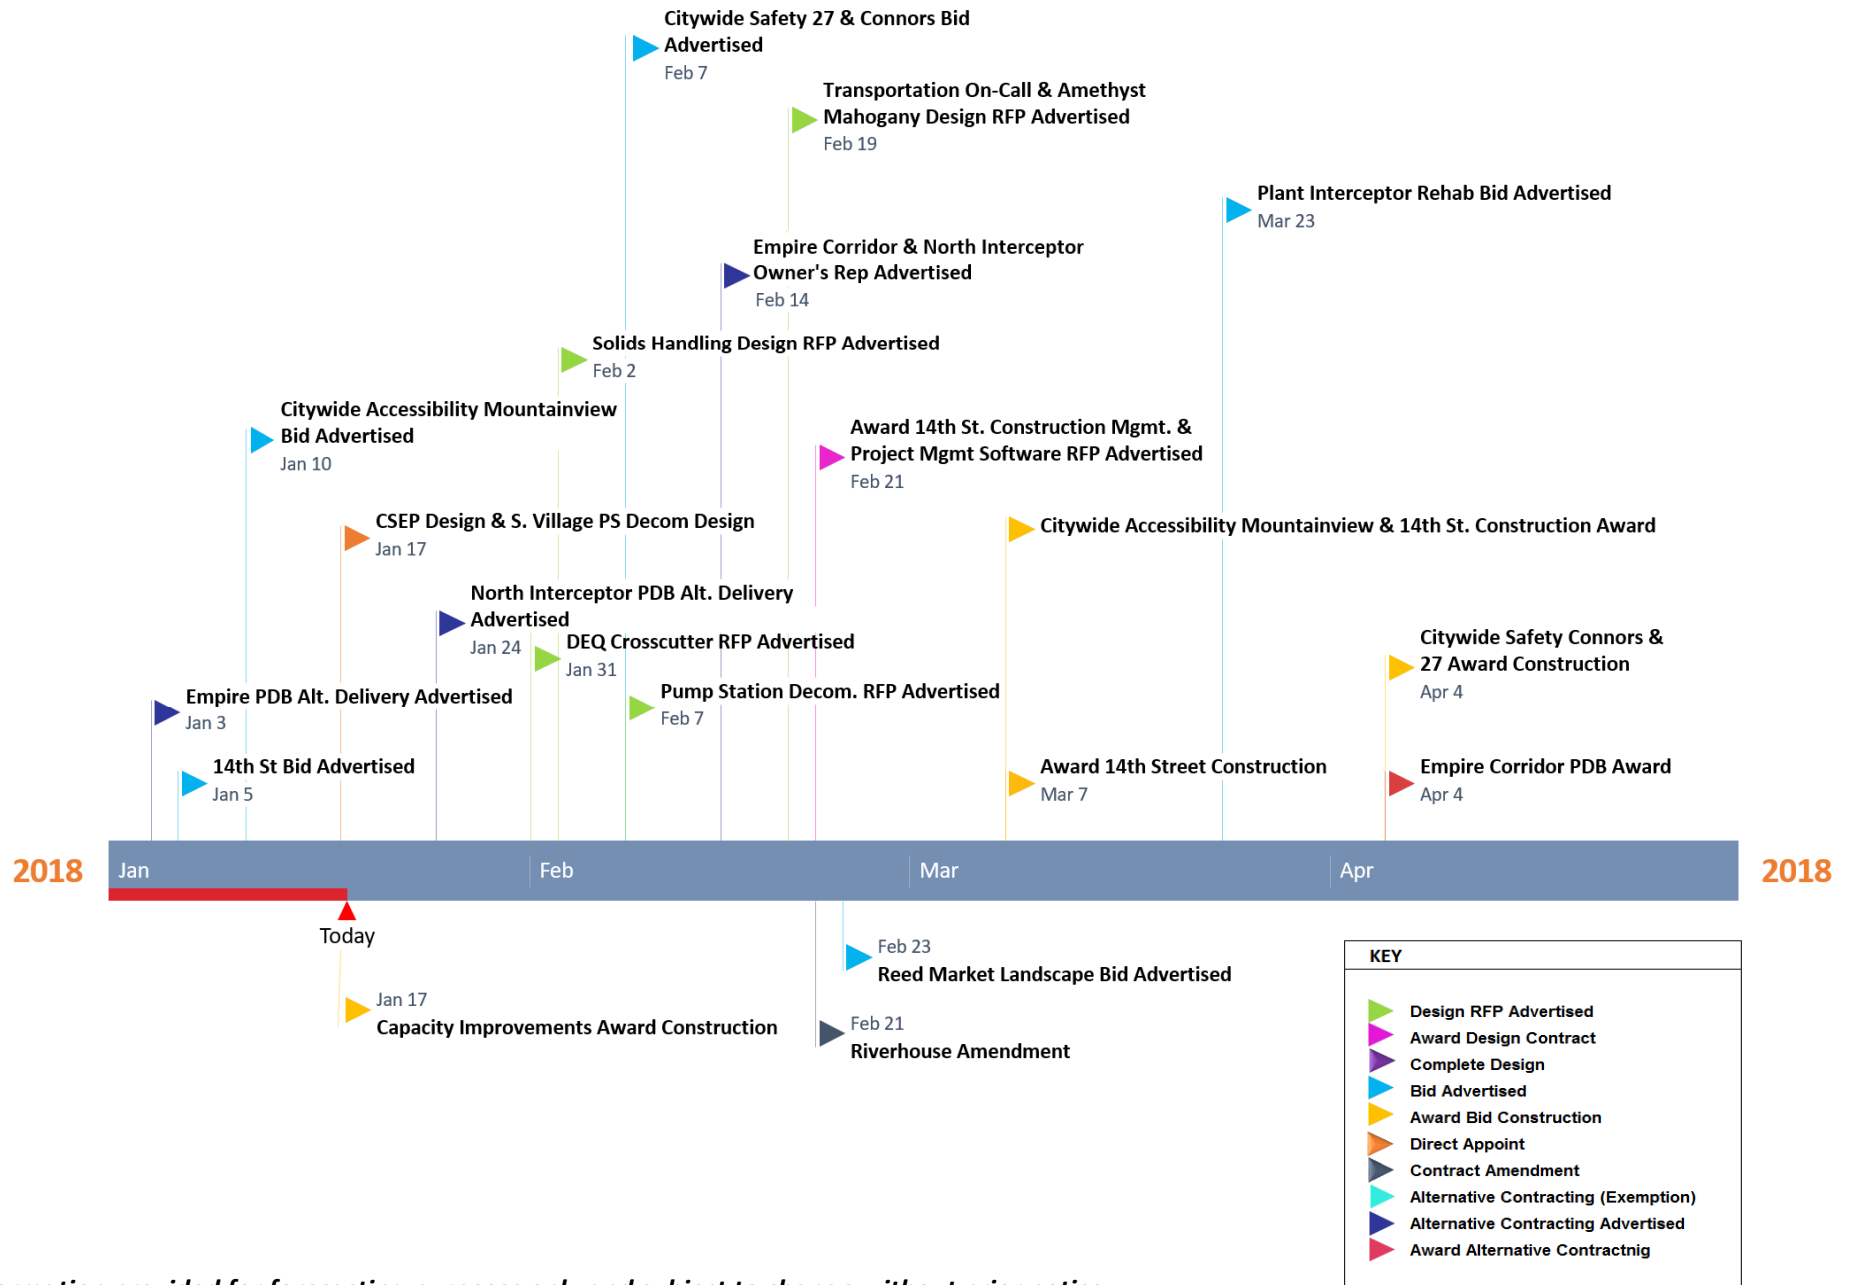 Citywide Safety 27 & Connors Bid
Advertised
Feb 7
Transportation On-Call & Amethyst
Mahogany Design RFP Advertised
Feb 19
Plant Interceptor Rehab Bid Advertised
Mar 23
Empire Corridor & North Interceptor
Owner's Rep Advertised
Feb 14
Solids Handling Design RFP Advertised
Feb 2
Citywide Accessibility Mountainview
Bid Advertised
Jan 10
Award 14th St. Construction Mgmt. &
Project Mgmt Software RFP Advertised
Feb 21
CSEP Design & S. Village PS Decom Design
Jan 17
Citywide Accessibility Mountainview & 14th St. Construction Award
North Interceptor PDB Alt. Delivery
Advertised
Jan 24
DEQ Crosscutter RFP Advertised
Jan 31
Citywide Safety Connors &
27 Award Construction
Apr 4
Empire PDB Alt. Delivery Advertised
Jan 3
Pump Station Decom. RFP Advertised
Feb 7
14th St Bid Advertised
Jan 5
Award 14th Street Construction
Mar 7
Empire Corridor PDB Award
Apr 4
2018 Jan Feb Mar Apr 2018
Today
Feb 23
Reed Market Landscape Bid Advertised
Jan 17
Capacity Improvements Award Construction
Feb 21
Riverhouse Amendment
KEY
Design RFP Advertised
Award Design Contract
Complete Design
Bid Advertised
Award Bid Construction
Direct Appoint
Contract Amendment
Alternative Contracting (Exemption)
Alternative Contracting Advertised
Award Alternative Contractnig